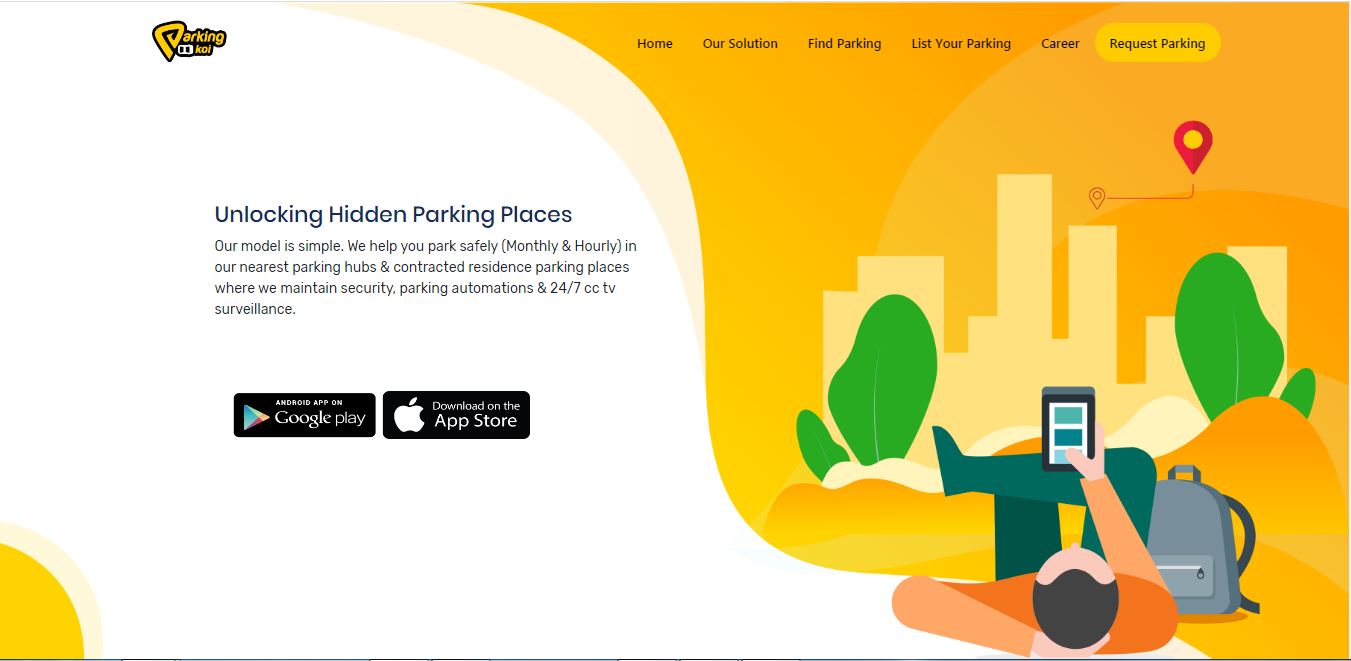 Parking
koi
Home
Our Solution
Find Parking
List Your Parking
Career
Request Parking
Unlocking Hidden Parking Places
Our model is simple. We help you park safely (Monthly & Hourly) in
our nearest parking hubs & contracted residence parking places
where we maintain security, parking automations & 24/7 cc tv
surveillance.
ANDROID APP ON
Google play
Download on the
App Store